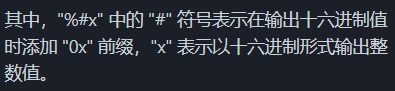 其中，"%#x" 中的 "#" 符号表示在输出十六进制值
时添加 "0x" 前缀，"x" 表示以十六进制形式输出整
数值。